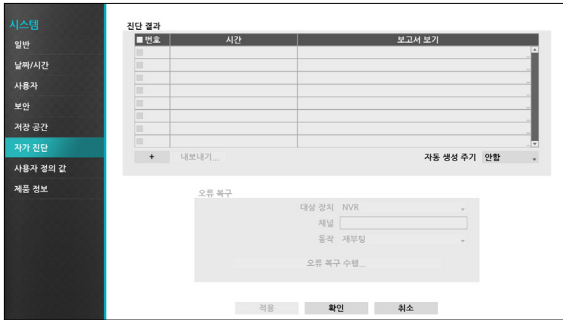 시스템
일반
날짜/시간
사용자
보안
저장 공간
자가 진단
사용자 정의 값
제품 정보
진단 결과
번호 시간 보고서 보기
+ 내보내기... 자동 생성 주기 안함
오류 복구
대상 장치 NVR
채널
동작 재부팅
오류 복구 수행...
적용 확인 취소